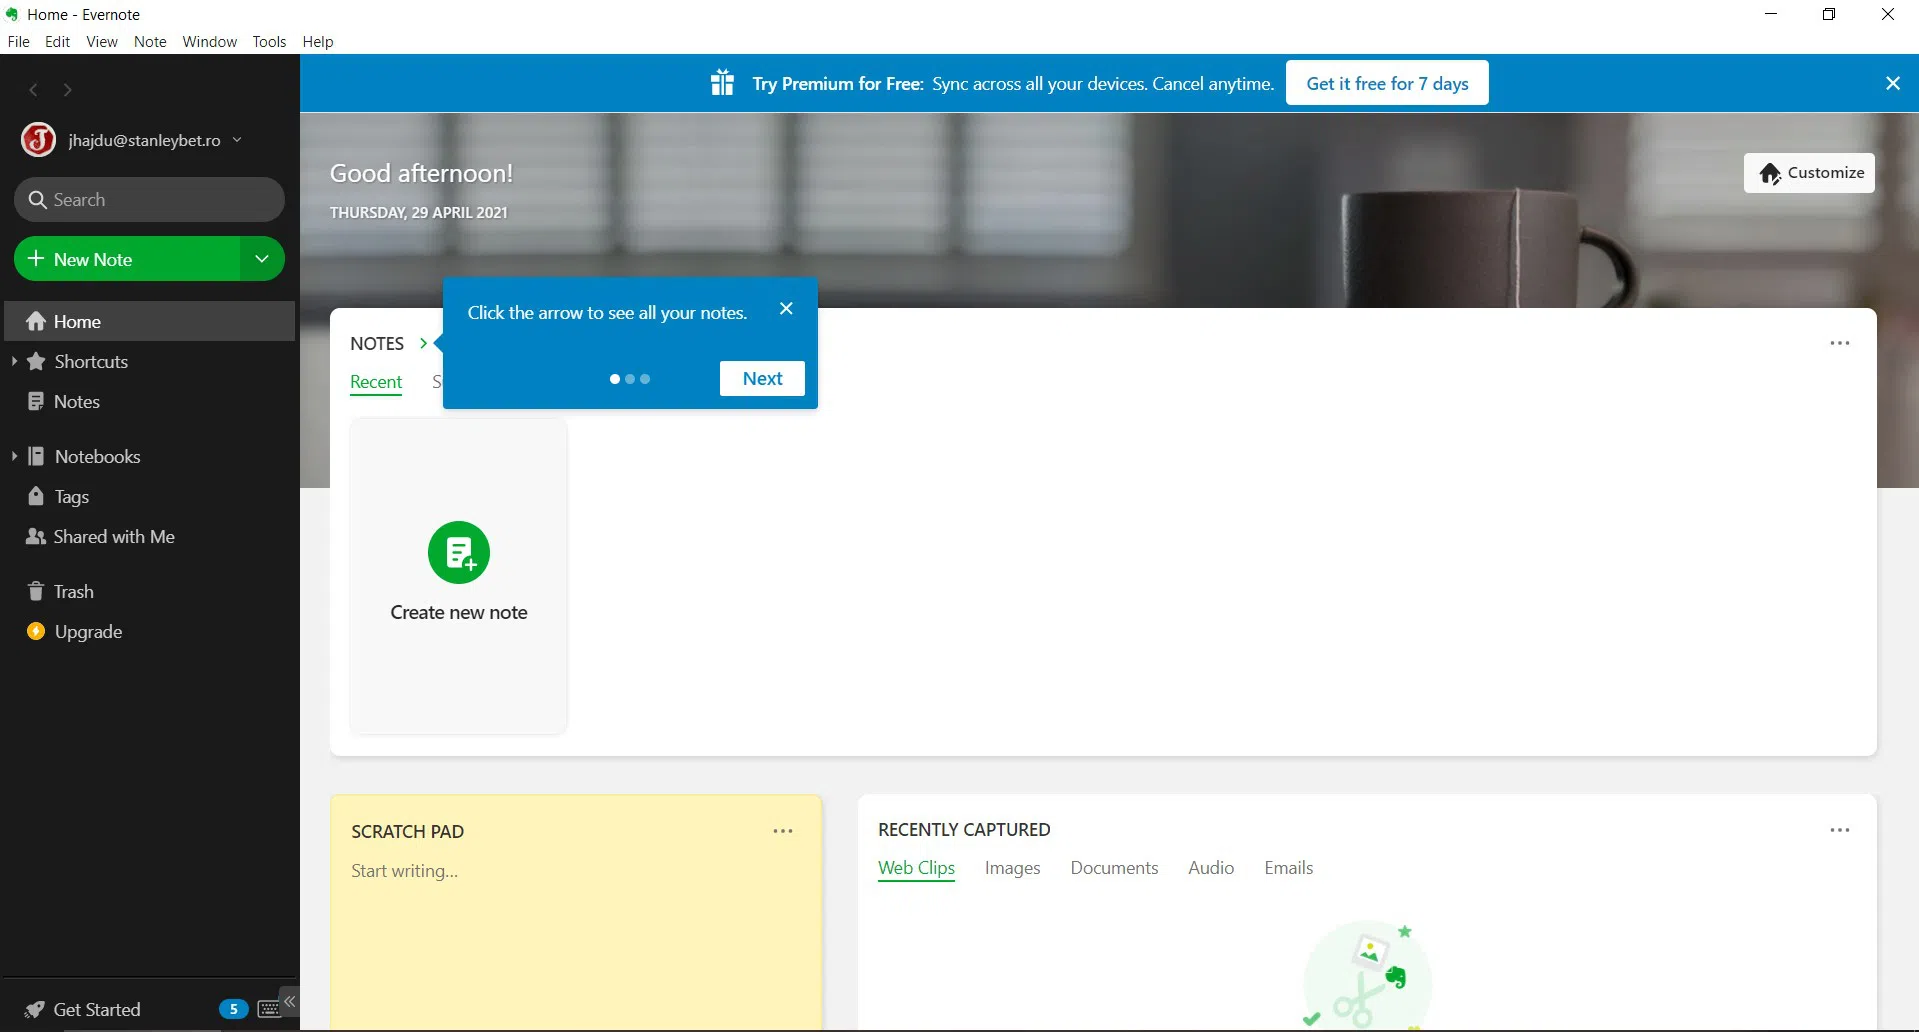 Home - Evernote
File Edit View Note Window Tools Help
Try Premium for Free: Sync across all your devices. Cancel anytime. Get it free for 7 days
jhajdu@stanleybet.ro
Search
New Note
Home
Shortcuts
Notes
Notebooks
Tags
Shared with Me
Trash
Upgrade
Get Started 5
Good afternoon!
THURSDAY, 29 APRIL 2021
Customize
NOTES
Recent
Click the arrow to see all your notes.
Next
Create new note
SCRATCH PAD
Start writing...
RECENTLY CAPTURED
Web Clips Images Documents Audio Emails